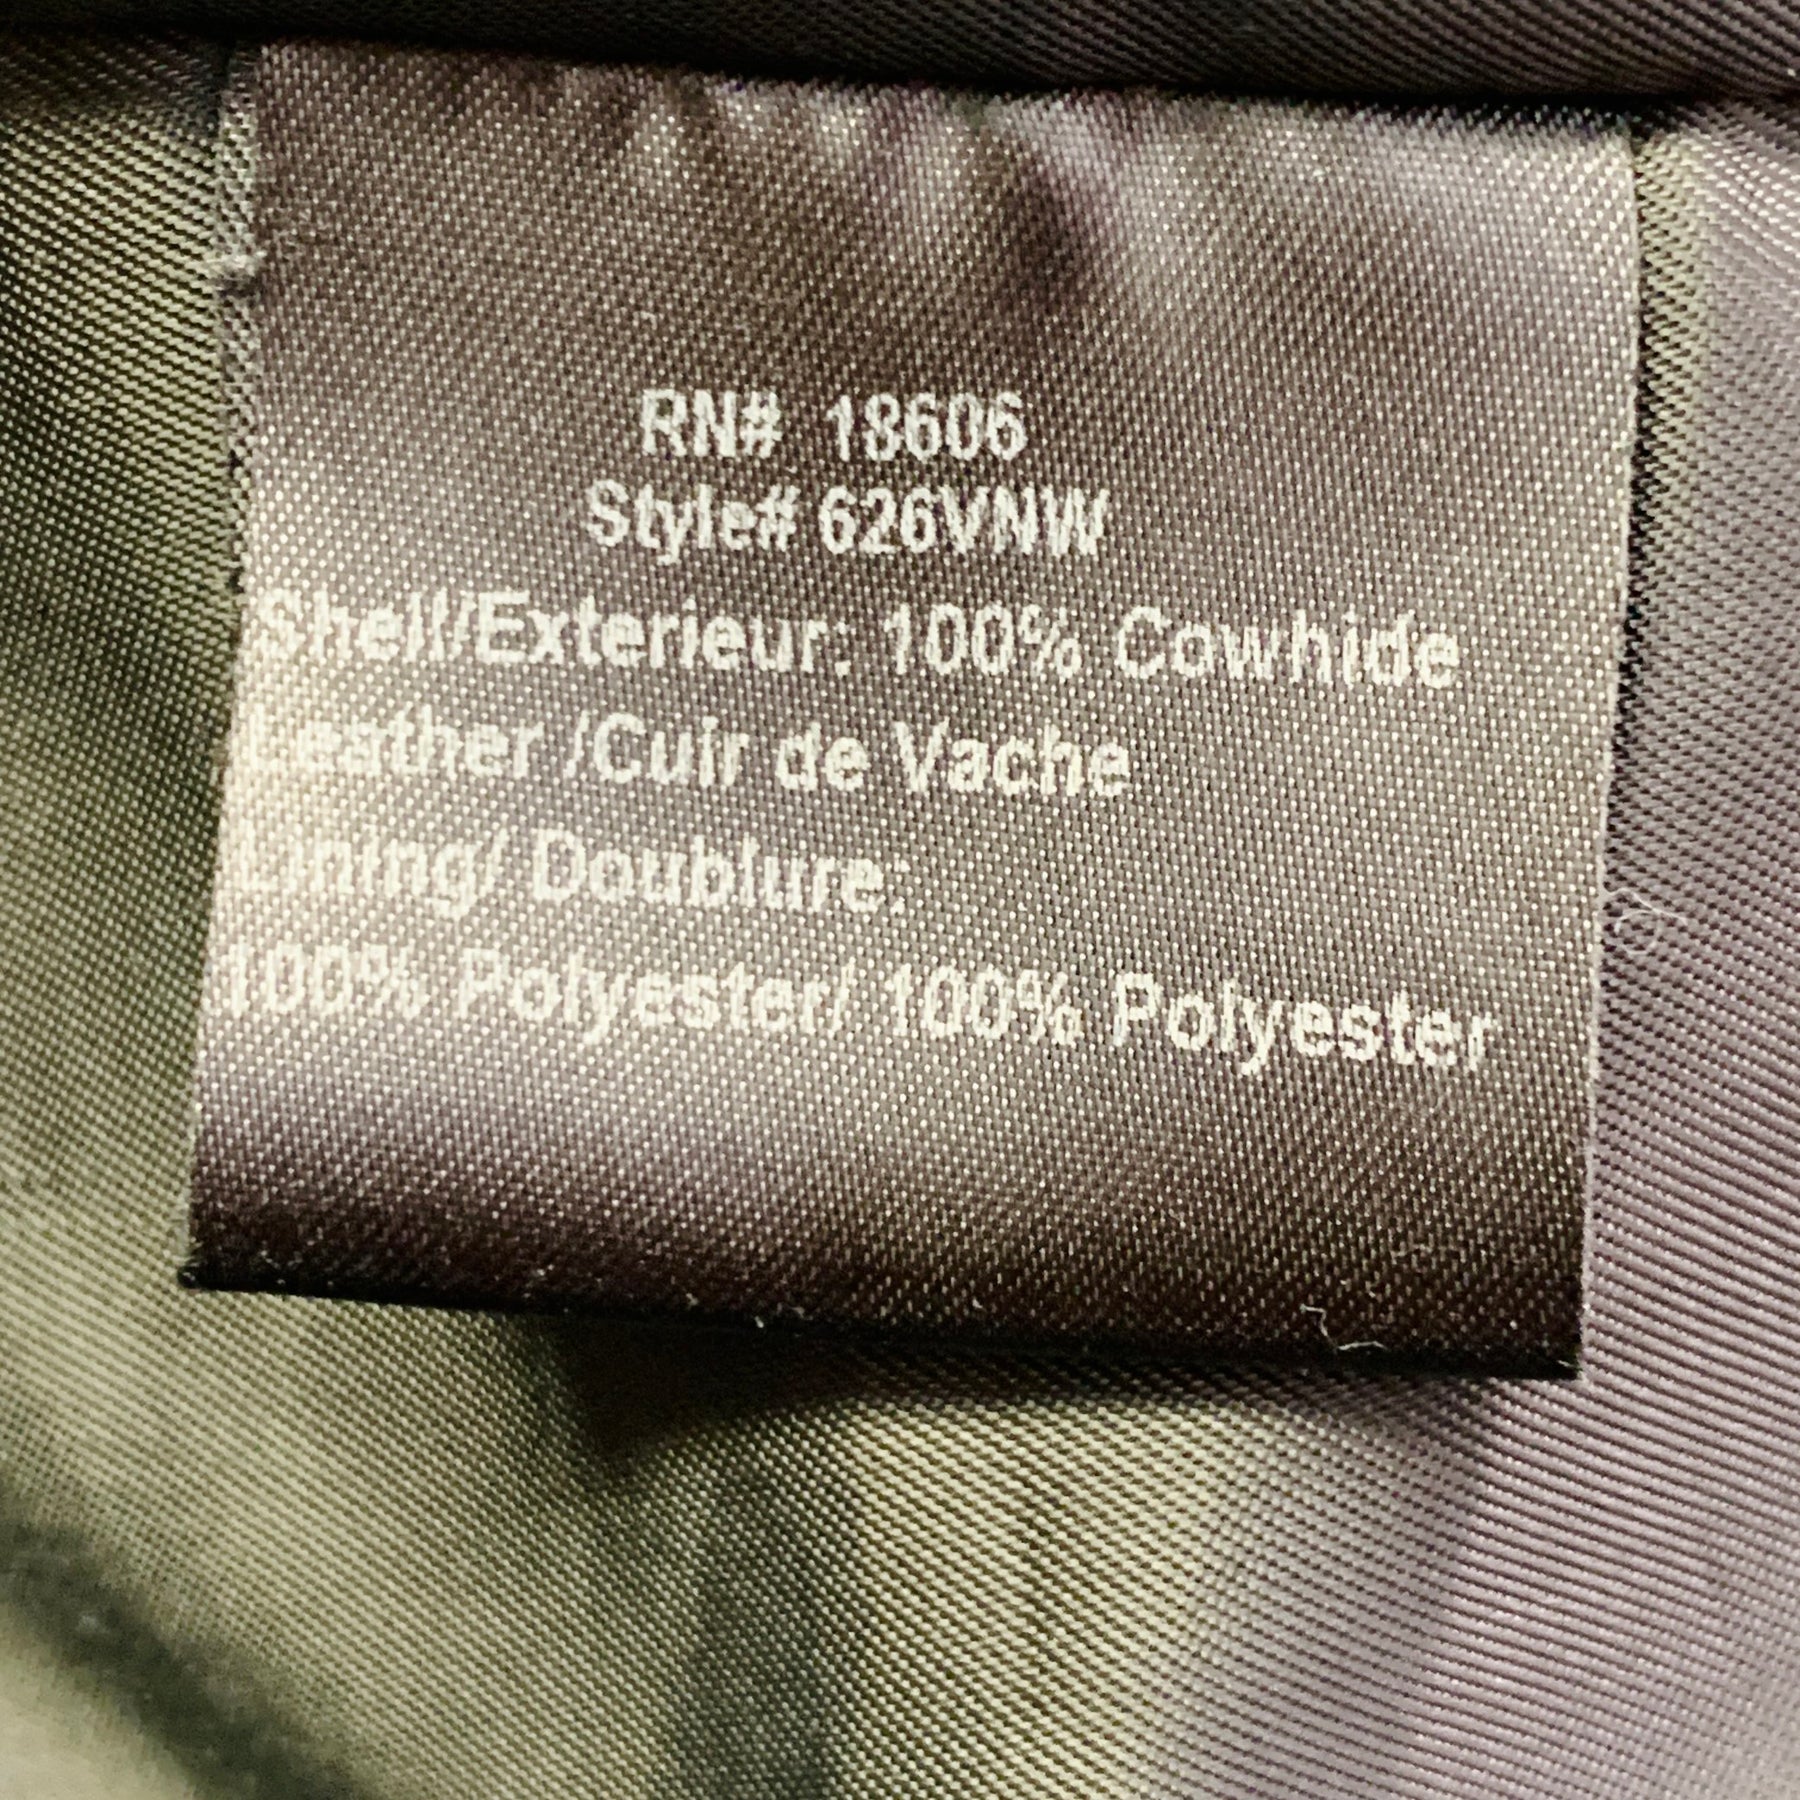 RN# 18606
Style# 626VNW
Shell/Exterieur: 100% Cowhide
Leather /Cuir de Vache
Lining/ Doublure:
100% Polyester/ 100% Polyester